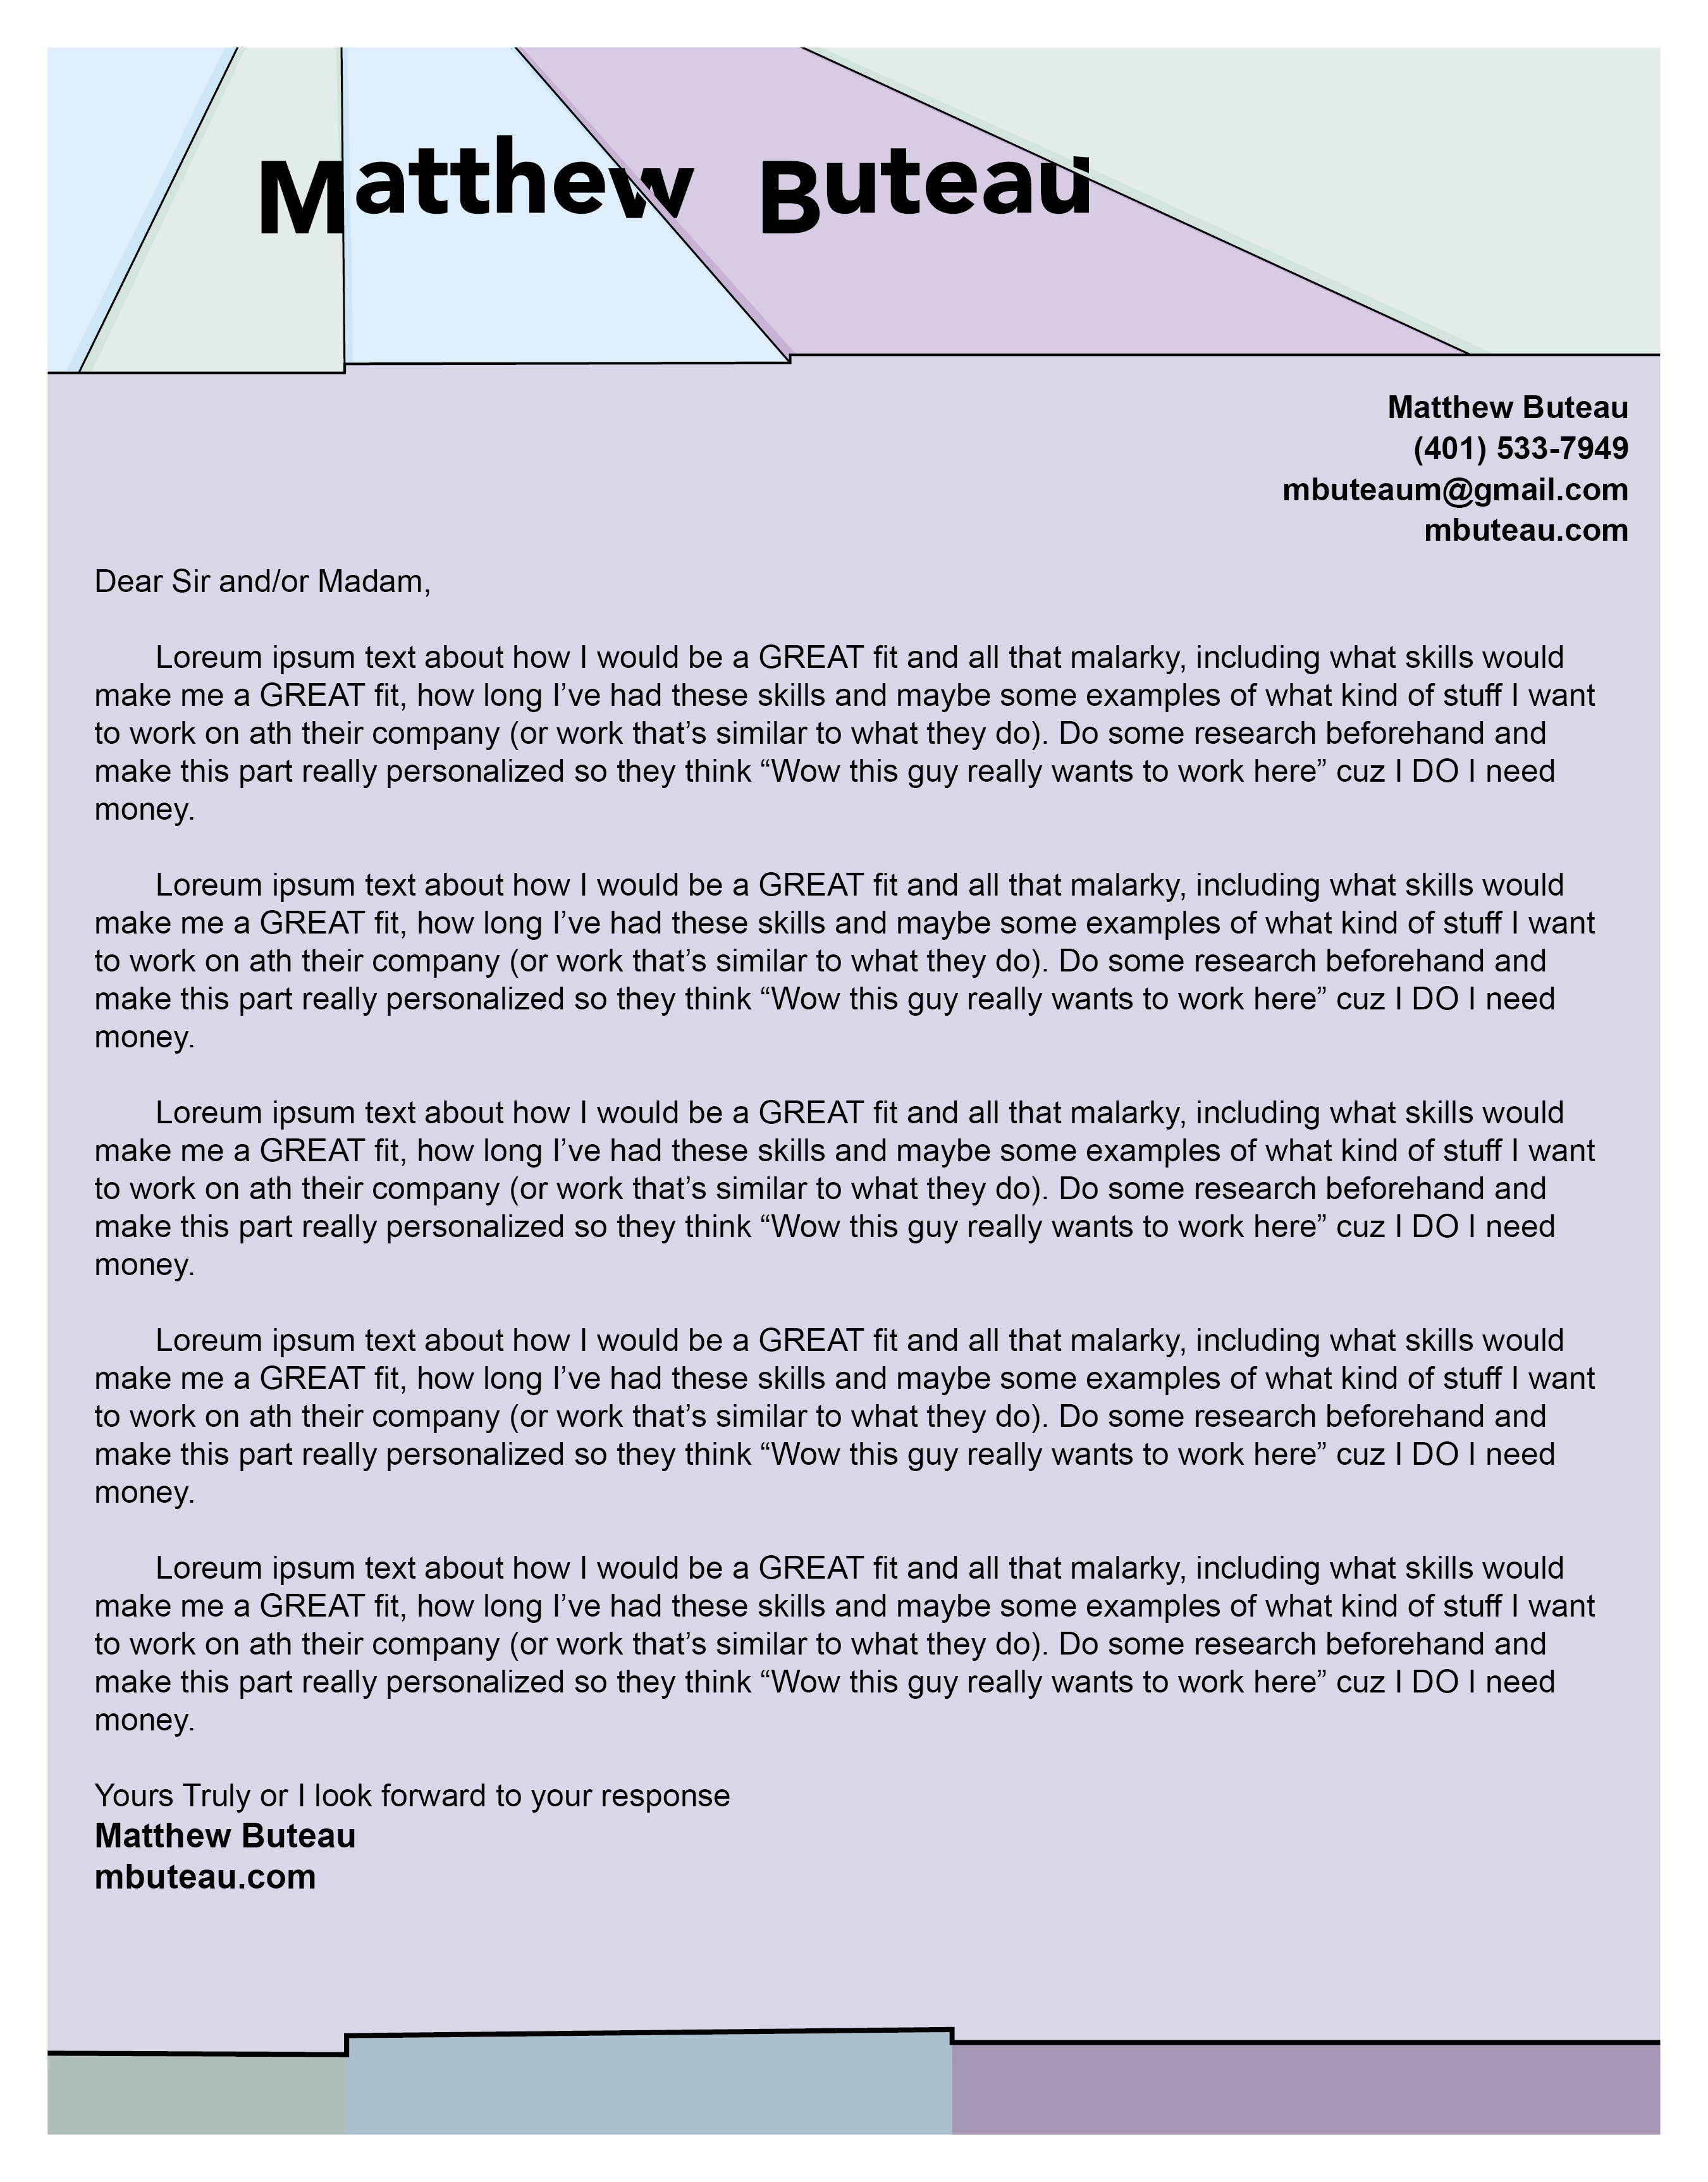 Matthew Buteau
Matthew Buteau
(401) 533-7949
mbuteaum@gmail.com
mbuteau.com
Dear Sir and/or Madam,
Loreum ipsum text about how I would be a GREAT fit and all that malarky, including what skills would
make me a GREAT fit, how long I’ve had these skills and maybe some examples of what kind of stuff I want
to work on ath their company (or work that’s similar to what they do). Do some research beforehand and
make this part really personalized so they think “Wow this guy really wants to work here” cuz I DO I need
money.
Loreum ipsum text about how I would be a GREAT fit and all that malarky, including what skills would
make me a GREAT fit, how long I’ve had these skills and maybe some examples of what kind of stuff I want
to work on ath their company (or work that’s similar to what they do). Do some research beforehand and
make this part really personalized so they think “Wow this guy really wants to work here” cuz I DO I need
money.
Loreum ipsum text about how I would be a GREAT fit and all that malarky, including what skills would
make me a GREAT fit, how long I’ve had these skills and maybe some examples of what kind of stuff I want
to work on ath their company (or work that’s similar to what they do). Do some research beforehand and
make this part really personalized so they think “Wow this guy really wants to work here” cuz I DO I need
money.
Loreum ipsum text about how I would be a GREAT fit and all that malarky, including what skills would
make me a GREAT fit, how long I’ve had these skills and maybe some examples of what kind of stuff I want
to work on ath their company (or work that’s similar to what they do). Do some research beforehand and
make this part really personalized so they think “Wow this guy really wants to work here” cuz I DO I need
money.
Loreum ipsum text about how I would be a GREAT fit and all that malarky, including what skills would
make me a GREAT fit, how long I’ve had these skills and maybe some examples of what kind of stuff I want
to work on ath their company (or work that’s similar to what they do). Do some research beforehand and
make this part really personalized so they think “Wow this guy really wants to work here” cuz I DO I need
money.
Yours Truly or I look forward to your response
Matthew Buteau
mbuteau.com